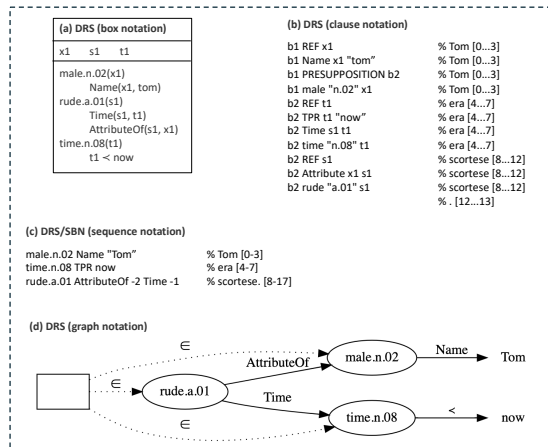 (a) DRS (box notation)
x1 s1 t1
male.n.02(x1)
Name(x1, tom)
rude.a.01(s1)
Time(s1, t1)
AttributeOf(s1, x1)
time.n.08(t1)
t1 ≺ now
(b) DRS (clause notation)
b1 REF x1 % Tom [0...3]
b1 Name x1 "tom" % Tom [0...3]
b1 PRESUPPOSITION b2 % Tom [0...3]
b1 male "n.02" x1 % Tom [0...3]
b2 REF t1 % era [4...7]
b2 TPR t1 "now" % era [4...7]
b2 Time s1 t1 % era [4...7]
b2 time "n.08" t1 % era [4...7]
b2 REF s1 % scortese [8...12]
b2 Attribute x1 s1 % scortese [8...12]
b2 rude "a.01" s1 % scortese [8...12]
% . [12...13]
(c) DRS/SBN (sequence notation)
male.n.02 Name "Tom" % Tom [0-3]
time.n.08 TPR now % era [4-7]
rude.a.01 AttributeOf -2 Time -1 % scortese. [8-17]
(d) DRS (graph notation)
∈
∈
∈
rude.a.01
AttributeOf
Time
male.n.02
Name
Tom
time.n.08
≺
now